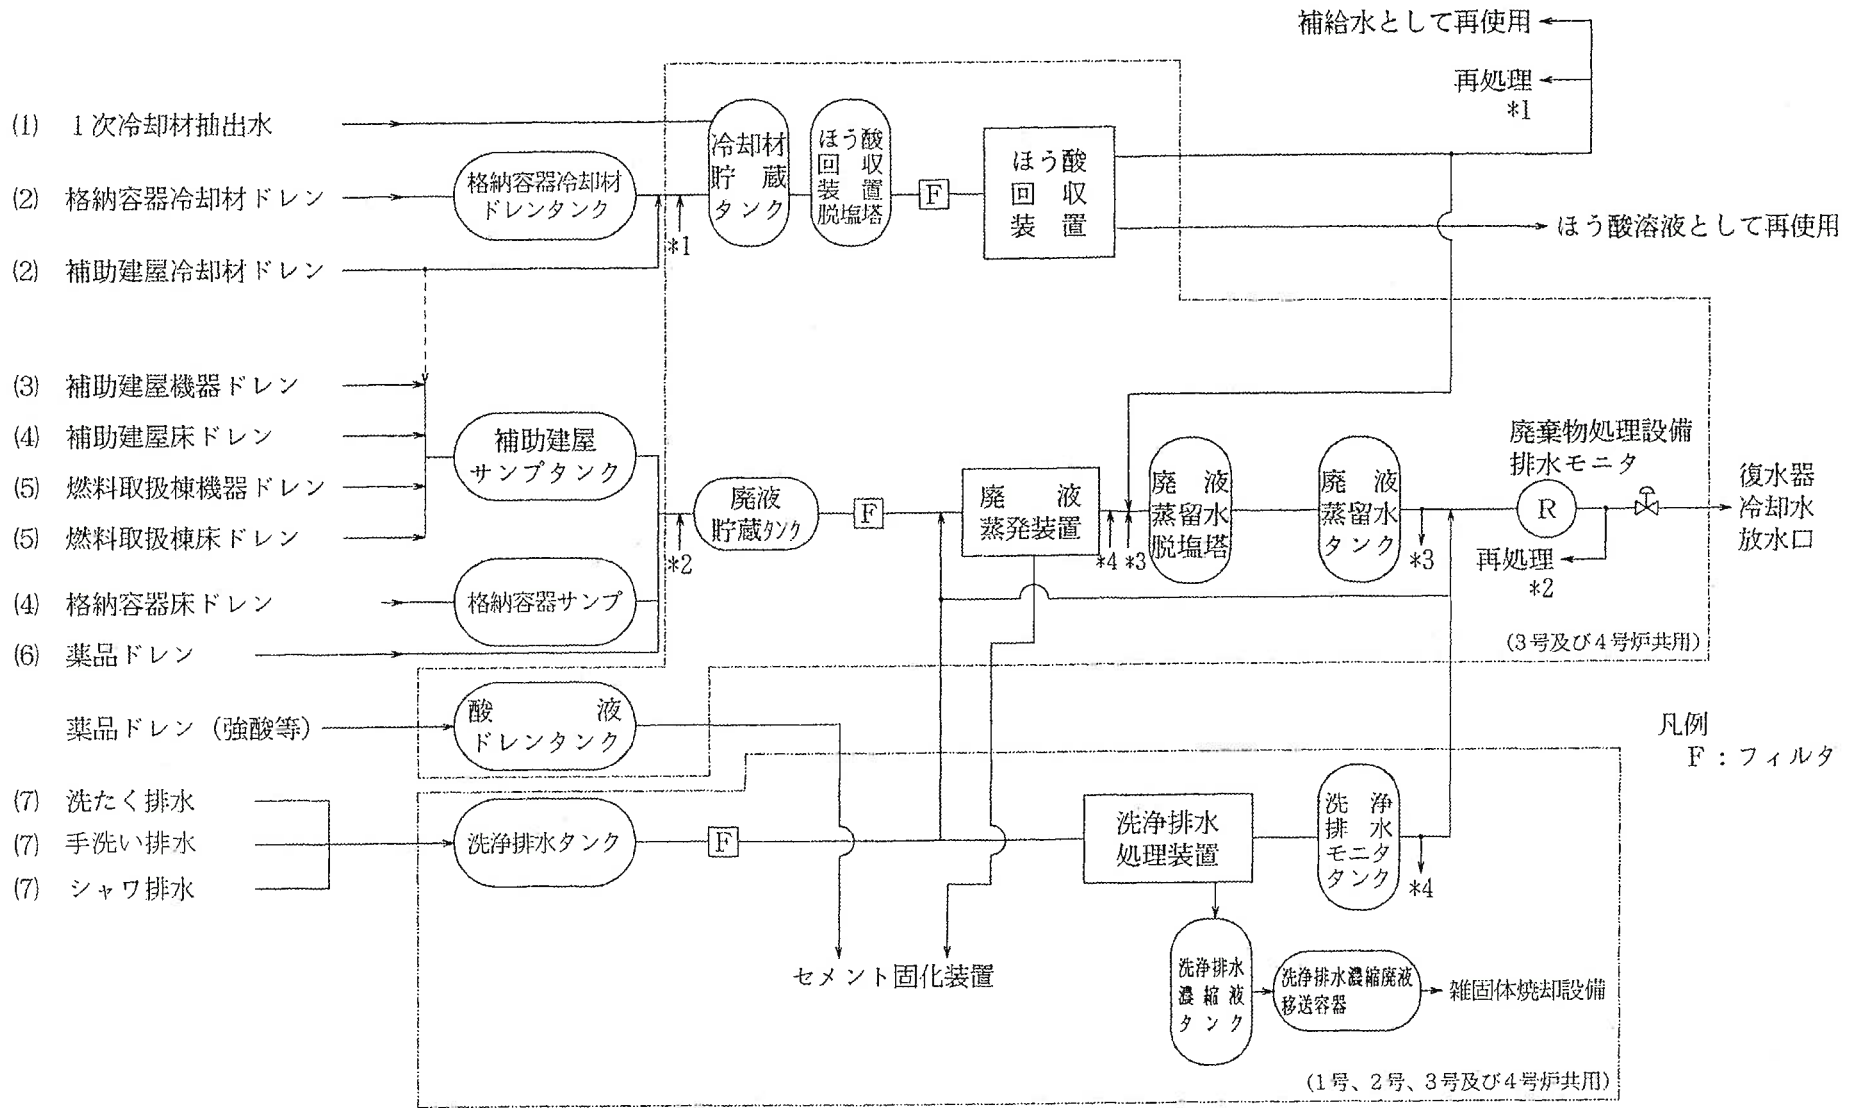 補給水として再使用
再処理
*1
(1) 1次冷却材抽出水
冷却材
貯蔵
タンク
ほう酸
回収
装置
脱塩塔
F
ほう酸
回収
装置
(2) 格納容器冷却材ドレン
格納容器冷却材
ドレンタンク
*1
ほう酸溶液として再使用
(2) 補助建屋冷却材ドレン
(3) 補助建屋機器ドレン
(4) 補助建屋床ドレン
(5) 燃料取扱棟機器ドレン
(5) 燃料取扱棟床ドレン
補助建屋
サンプタンク
*2
廃液
貯蔵タンク
F
廃液
蒸発装置
*4
*3
廃液
蒸留水
脱塩塔
廃液
蒸留水
タンク
*3
廃棄物処理設備
排水モニタ
R
再処理
*2
復水器
冷却水
放水口
(4) 格納容器床ドレン
格納容器サンプ
(6) 薬品ドレン
(3号及び4号炉共用)
薬品ドレン（強酸等）
酸液
ドレンタンク
凡例
F：フィルタ
(7) 洗たく排水
(7) 手洗い排水
(7) シャワ排水
洗浄排水タンク
F
洗浄排水
処理装置
洗浄
排水
モニタ
タンク
*4
セメント固化装置
洗浄排水
濃縮液
タンク
洗浄排水濃縮廃液
移送容器
雑固体焼却設備
(1号、2号、3号及び4号炉共用)